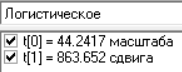 Логистическое
t[0] = 44.2417 масштаба
t[1] = 863.652 сдвига